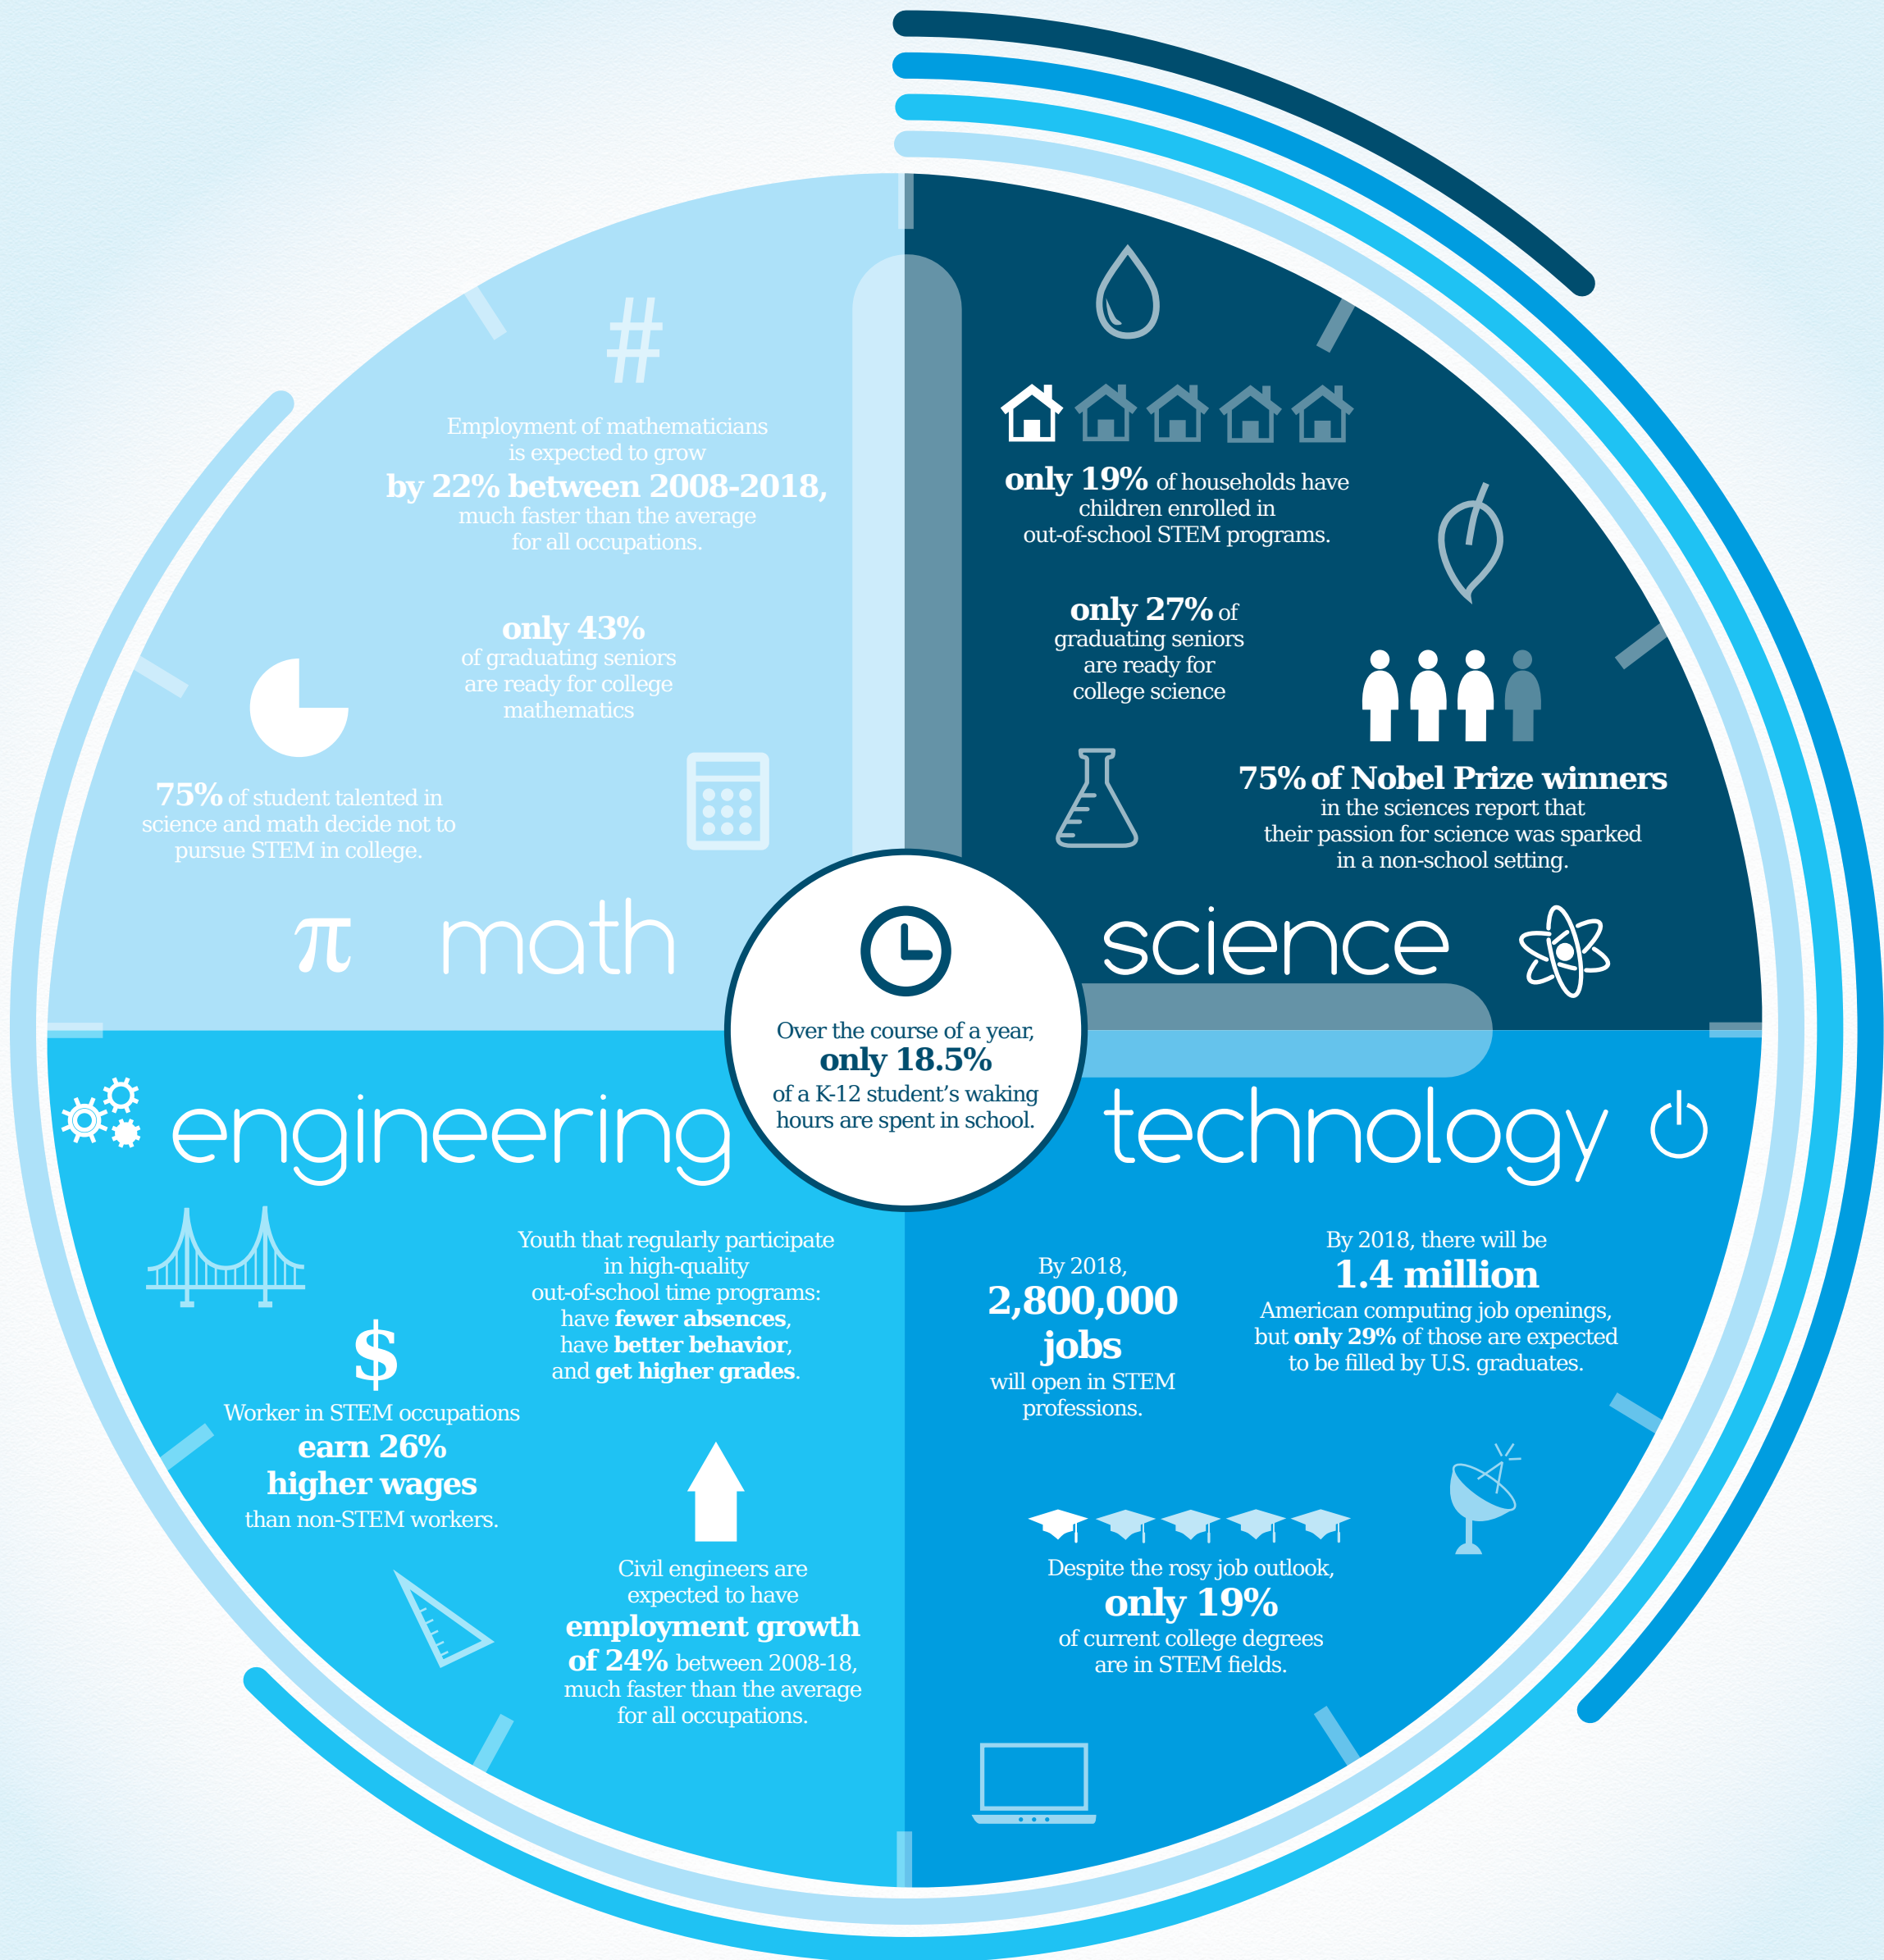 #
Employment of mathematicians
is expected to grow
by 22% between 2008-2018,
much faster than the average
for all occupations.
only 43%
of graduating seniors
are ready for college
mathematics
75% of student talented in
science and math decide not to
pursue STEM in college.
π math
only 19% of households have
children enrolled in
out-of-school STEM programs.
only 27% of
graduating seniors
are ready for
college science
75% of Nobel Prize winners
in the sciences report that
their passion for science was sparked
in a non-school setting.
science
Over the course of a year,
only 18.5%
of a K-12 student’s waking
hours are spent in school.
engineering
Youth that regularly participate
in high-quality
out-of-school time programs:
have fewer absences,
have better behavior,
and get higher grades.
$
Worker in STEM occupations
earn 26%
higher wages
than non-STEM workers.
Civil engineers are
expected to have
employment growth
of 24% between 2008-18,
much faster than the average
for all occupations.
technology
By 2018,
2,800,000
jobs
will open in STEM
professions.
By 2018, there will be
1.4 million
American computing job openings,
but only 29% of those are expected
to be filled by U.S. graduates.
Despite the rosy job outlook,
only 19%
of current college degrees
are in STEM fields.